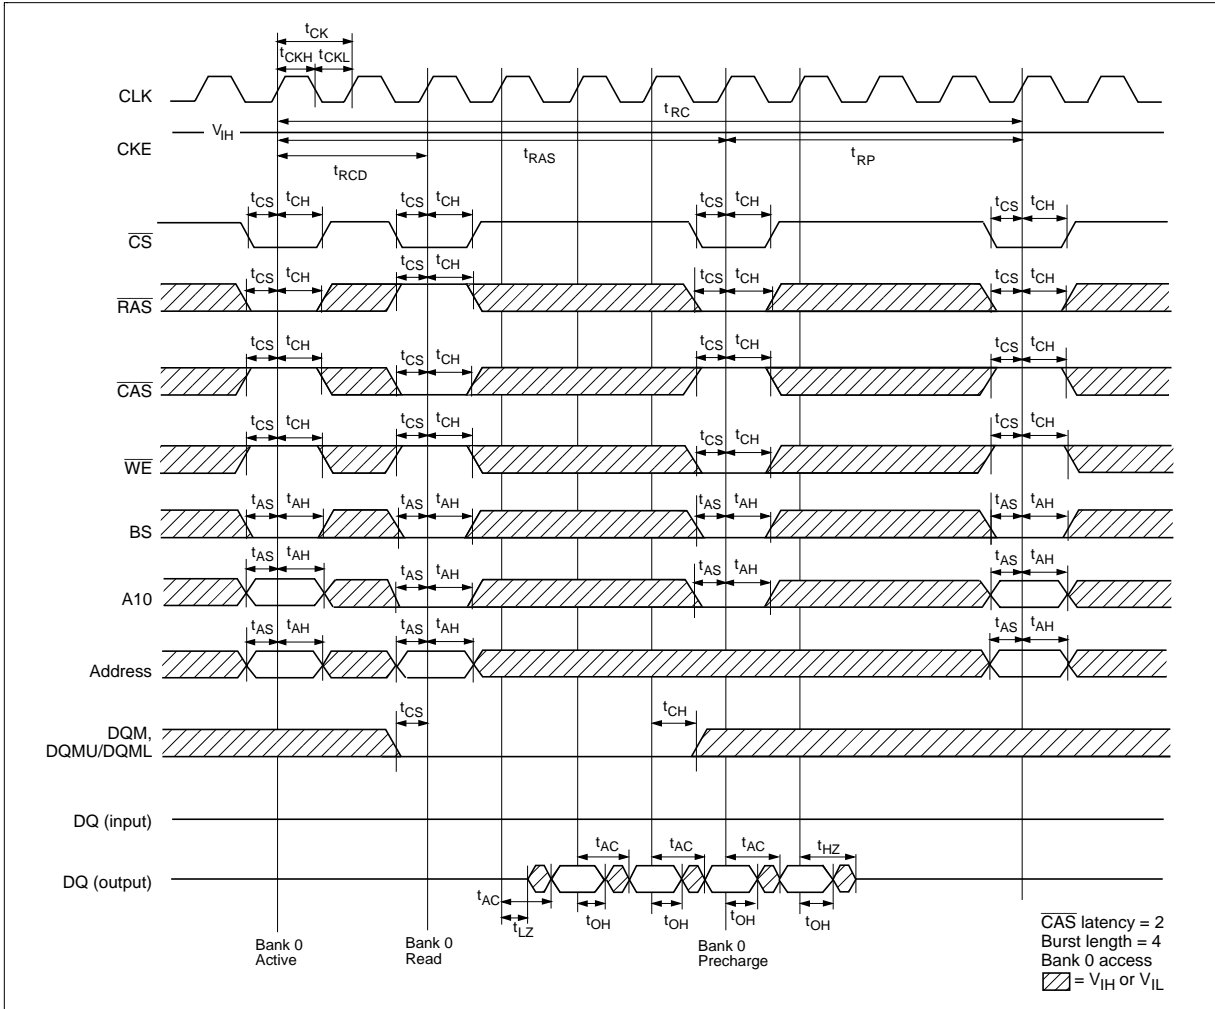 tCK
tCKH tCKL
CLK
tRC
VIH
CKE
tRAS
tRP
tRCD
tCS tCH tCS tCH tCS tCH tCS tCH
CS
tCS tCH tCS tCH tCS tCH tCS tCH
RAS
tCS tCH tCS tCH tCS tCH tCS tCH
CAS
tCS tCH tCS tCH tCS tCH tCS tCH
WE
tAS tAH tAS tAH tAS tAH tAS tAH
BS
tAS tAH tAS tAH tAS tAH tAS tAH
A10
tAS tAH tAS tAH tAS tAH
Address
tCS tCH
DQM,
DQMU/DQML
DQ (input)
tAC tAC tAC tHZ
DQ (output)
tAC
tLZ
tOH tOH tOH tOH
Bank 0
Active
Bank 0
Read
Bank 0
Precharge
CAS latency = 2
Burst length = 4
Bank 0 access
= VIH or VIL